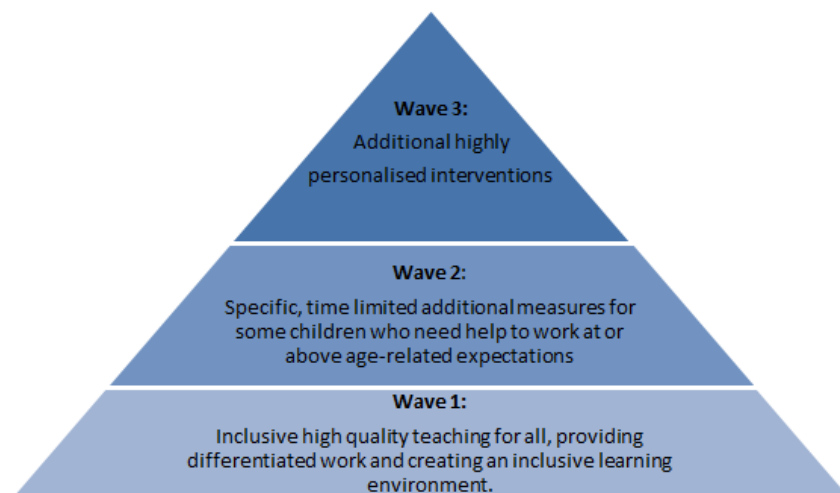 Wave 3:
Additional highly
personalised interventions
Wave 2:
Specific, time limited additional measures for
some children who need help to work at or
above age-related expectations
Wave 1:
Inclusive high quality teaching for all, providing
differentiated work and creating an inclusive learning
environment.